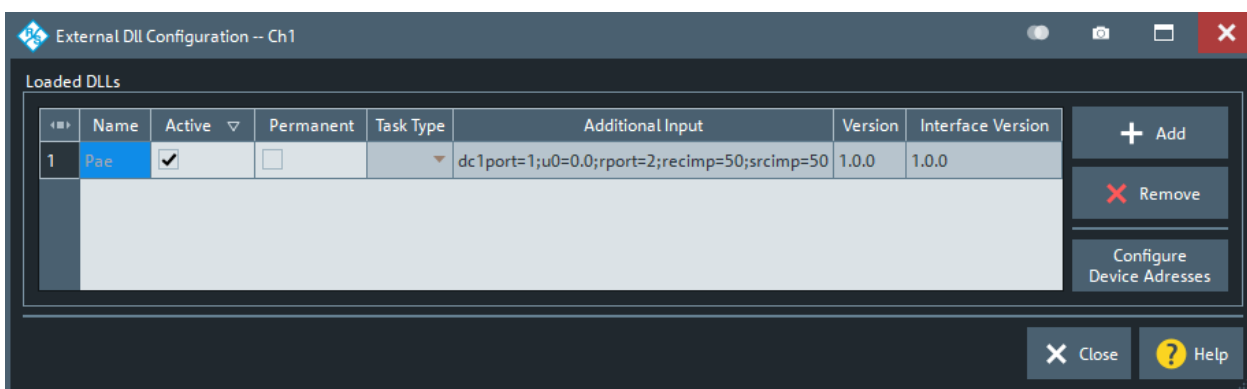 External Dll Configuration -- Ch1
Loaded DLLs
Name Active Permanent Task Type Additional Input Version Interface Version
1 Pae dc1port=1;u0=0.0;rport=2;recimp=50;srcimp=50 1.0.0 1.0.0
Add
Remove
Configure
Device Adresses
Close
Help